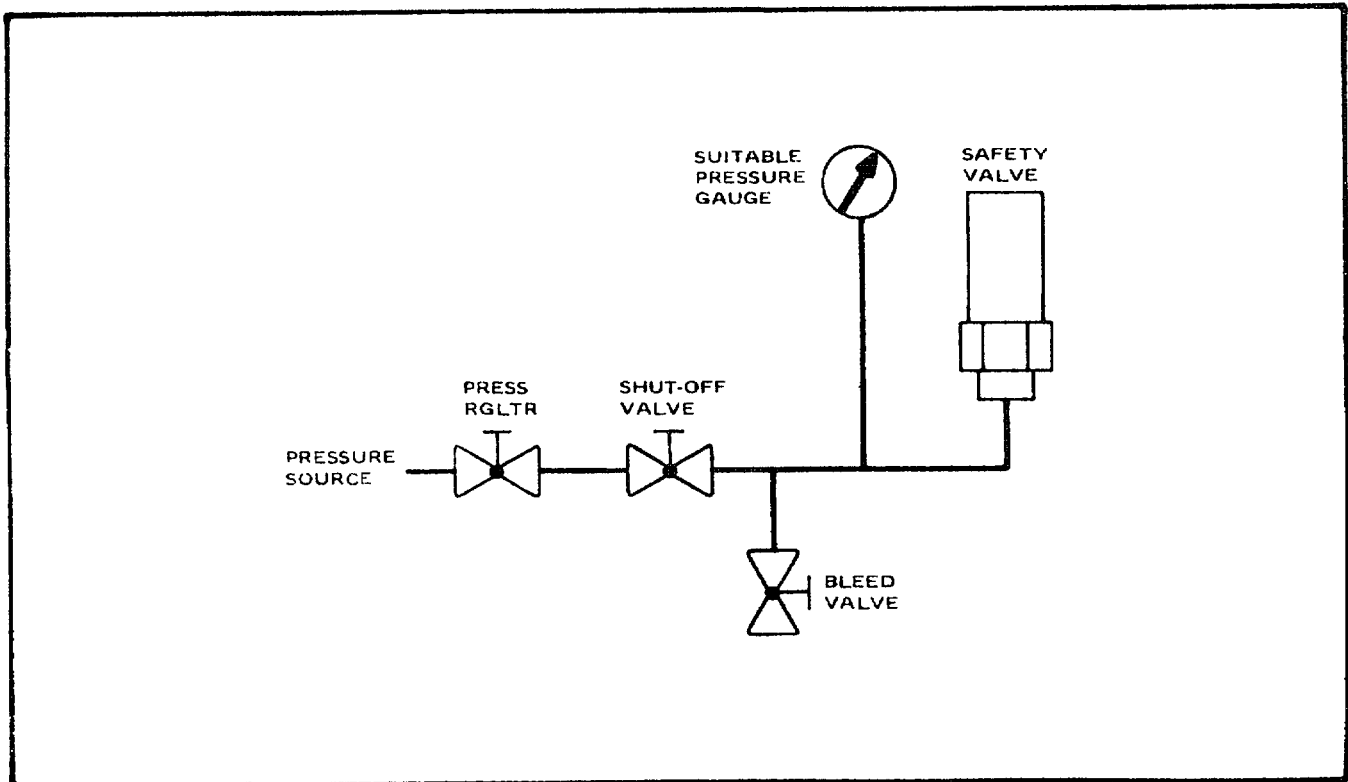 SUITABLE
PRESSURE
GAUGE
SAFETY
VALVE
PRESS
RGLTR
SHUT-OFF
VALVE
PRESSURE
SOURCE
BLEED
VALVE